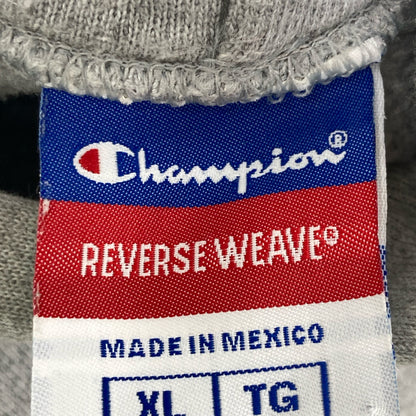 Champion®
REVERSE WEAVE®
MADE IN MEXICO
XL TG